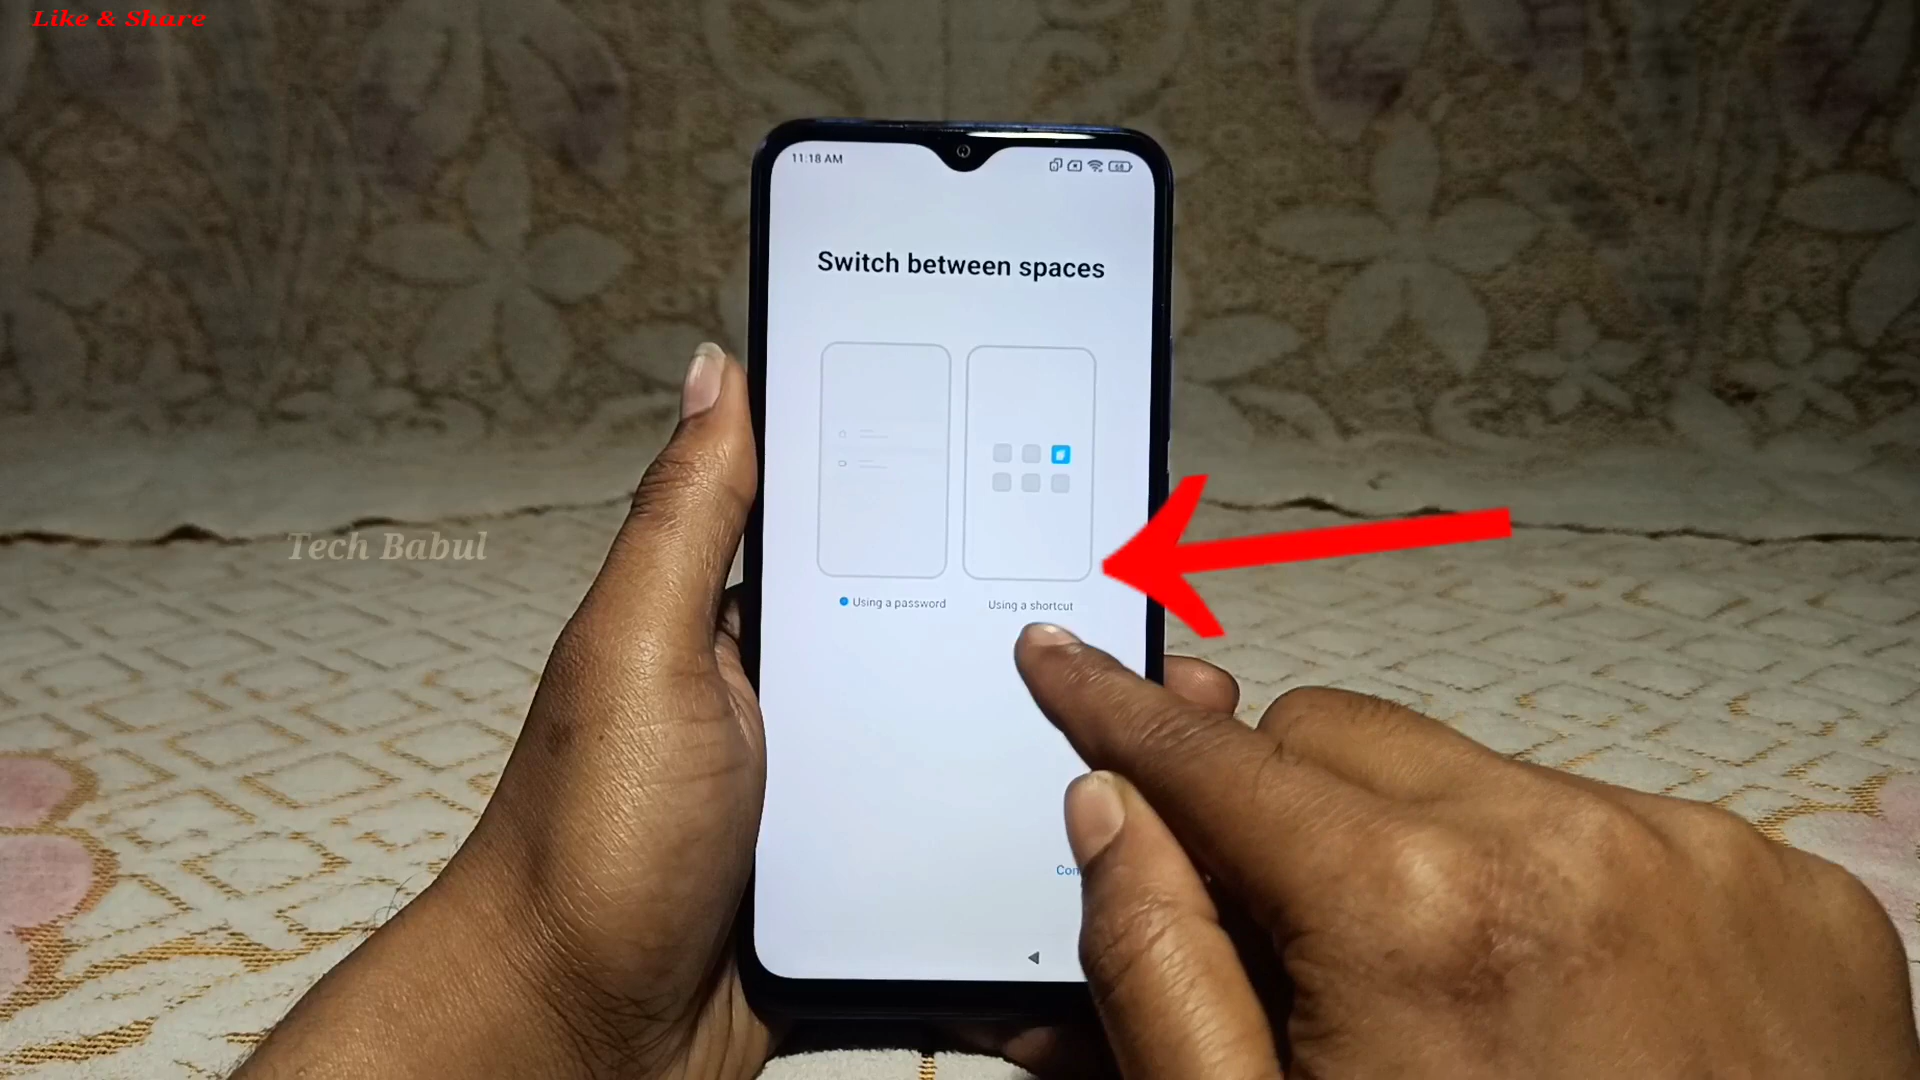 Like & Share
11:18 AM
Switch between spaces
Tech Babul
Using a password
Using a shortcut